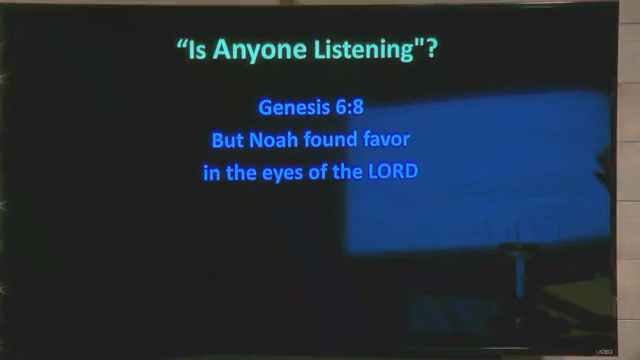 “Is Anyone Listening"?
Genesis 6:8
But Noah found favor
in the eyes of the LORD